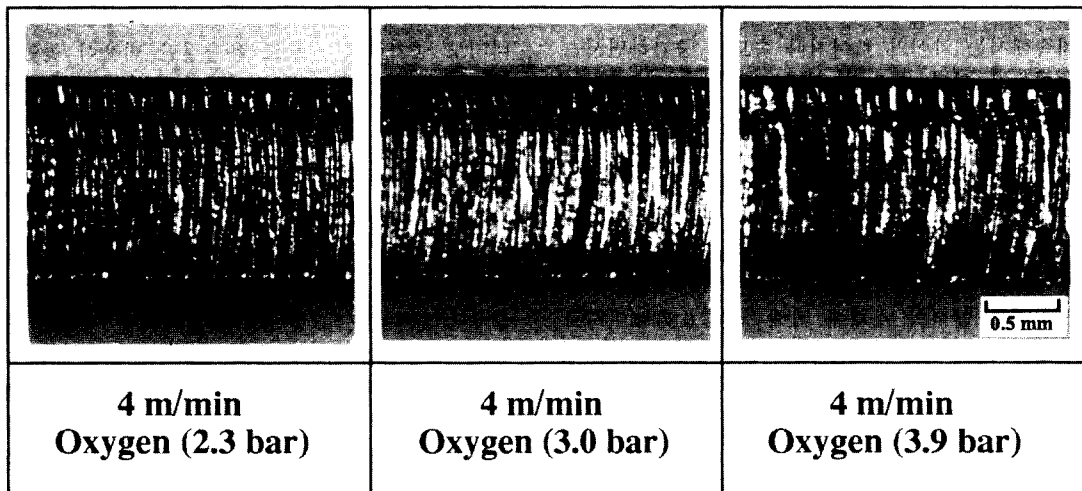 0.5 mm
4 m/min
Oxygen (2.3 bar)
4 m/min
Oxygen (3.0 bar)
4 m/min
Oxygen (3.9 bar)